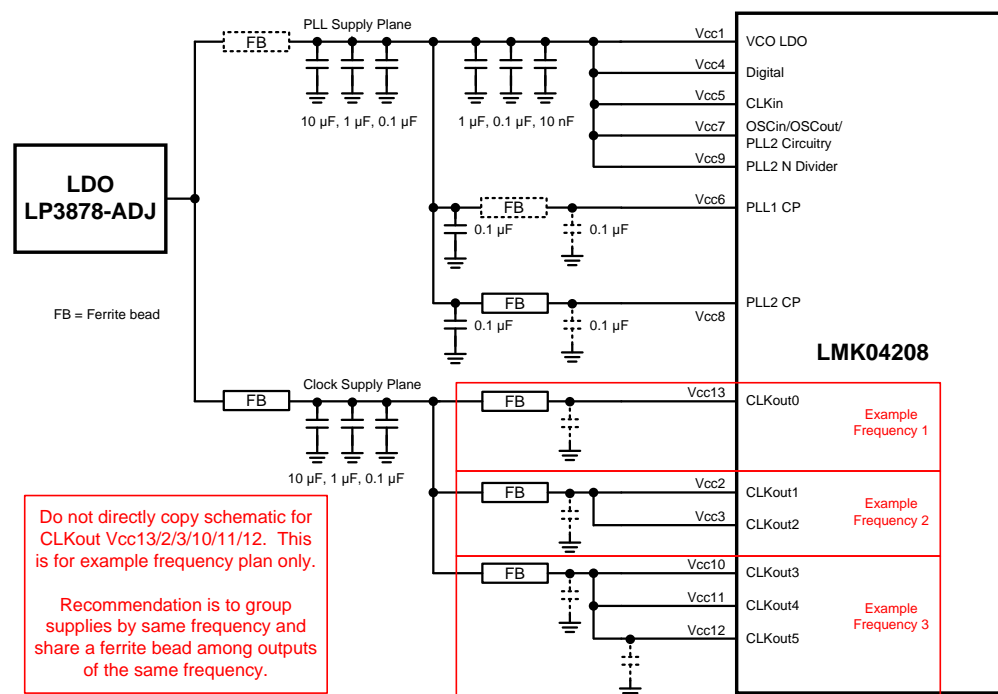 FB
PLL Supply Plane
10 µF, 1 µF, 0.1 µF
1 µF, 0.1 µF, 10 nF
Vcc1
VCO LDO
Vcc4
Digital
Vcc5
CLKin
Vcc7
OSCin/OSCout/
PLL2 Circuitry
Vcc9
PLL2 N Divider
LDO
LP3878-ADJ
FB
0.1 µF
0.1 µF
Vcc6
PLL1 CP
FB = Ferrite bead
FB
0.1 µF
0.1 µF
Vcc8
PLL2 CP
LMK04208
FB
Clock Supply Plane
10 µF, 1 µF, 0.1 µF
FB
Vcc13
CLKout0
Example
Frequency 1
FB
Vcc2
CLKout1
Vcc3
CLKout2
Example
Frequency 2
FB
Vcc10
CLKout3
Vcc11
CLKout4
Vcc12
CLKout5
Example
Frequency 3
Do not directly copy schematic for
CLKout Vcc13/2/3/10/11/12. This
is for example frequency plan only.
Recommendation is to group
supplies by same frequency and
share a ferrite bead among outputs
of the same frequency.